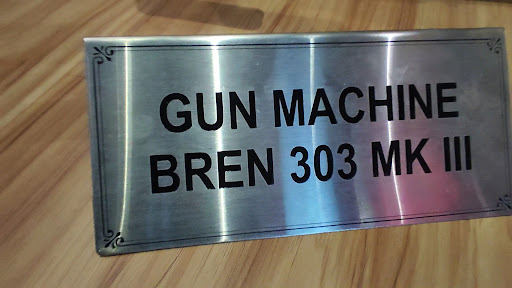 GUN MACHINE
BREN 303 MK III